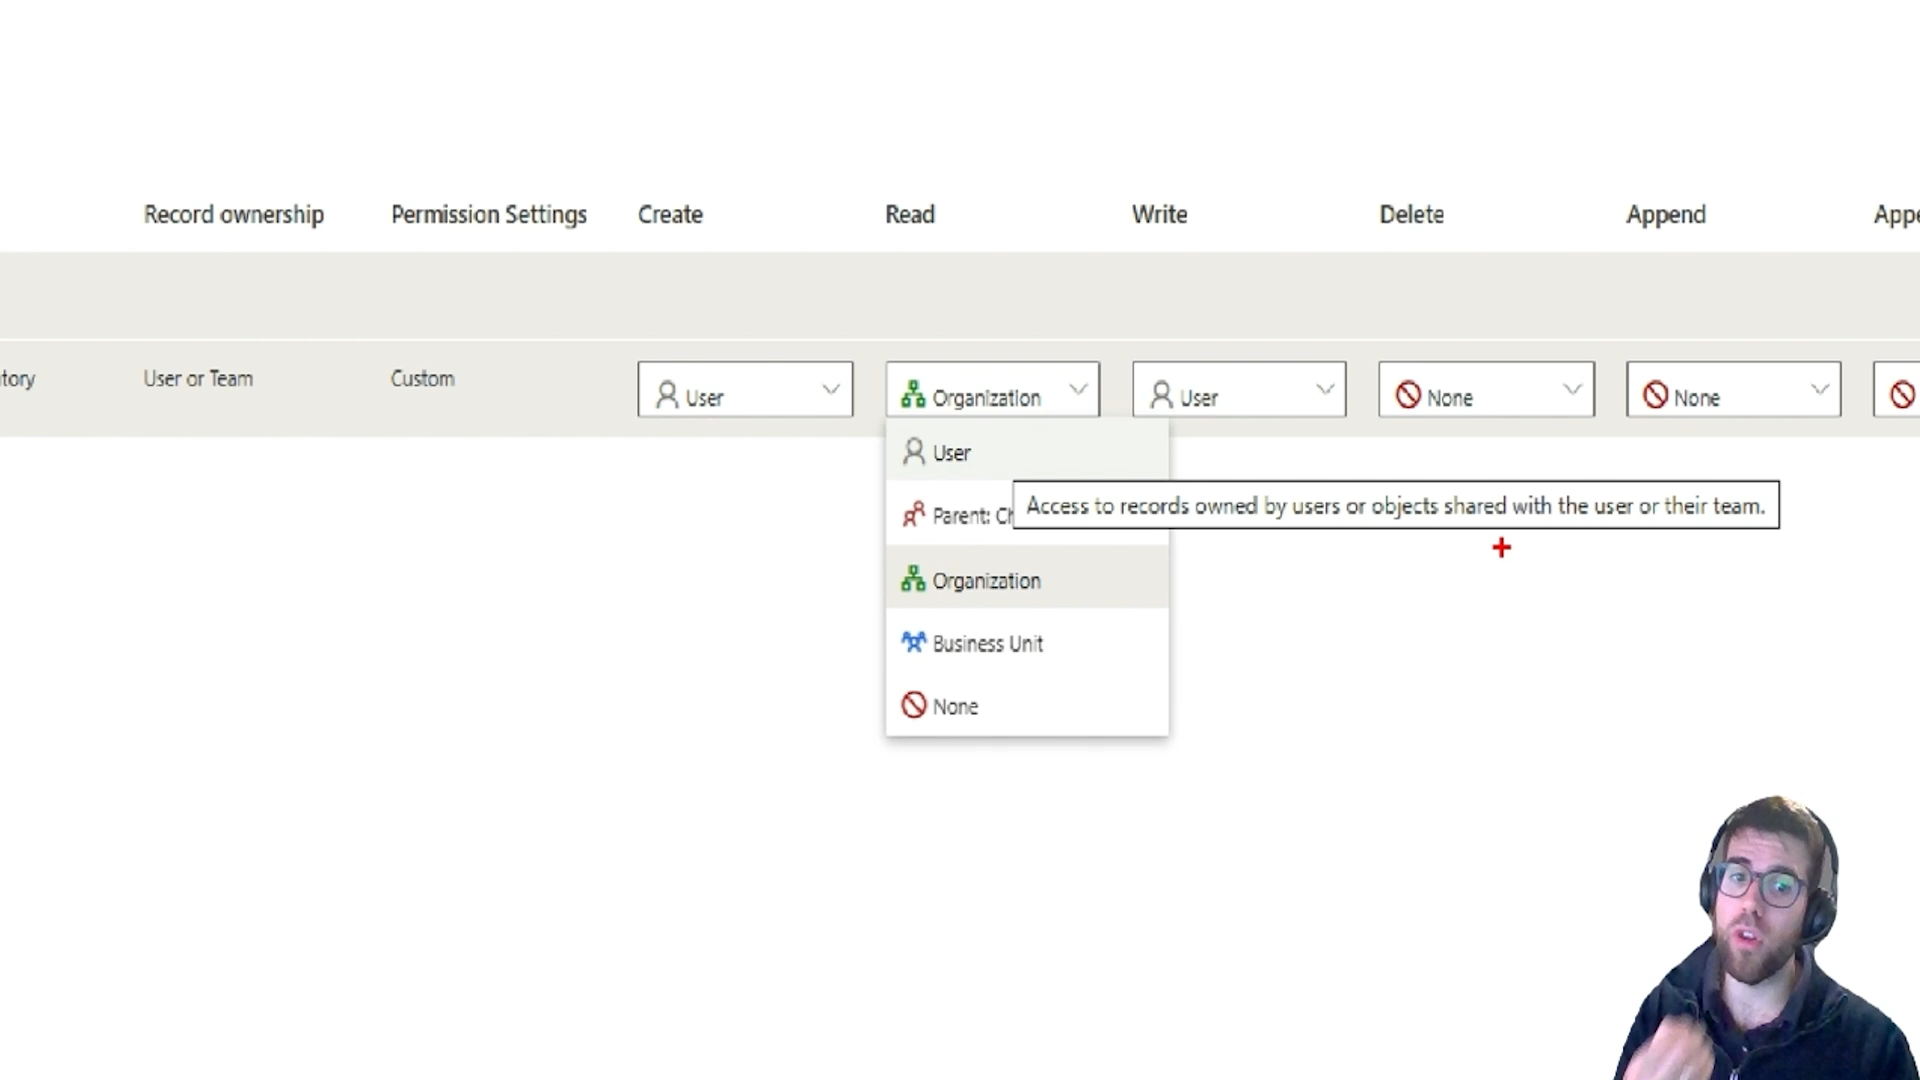 Record ownership
Permission Settings
Create
Read
Write
Delete
Append
User or Team
Custom
User
Organization
User
None
None
User
Access to records owned by users or objects shared with the user or their team.
Parent:
Organization
Business Unit
None